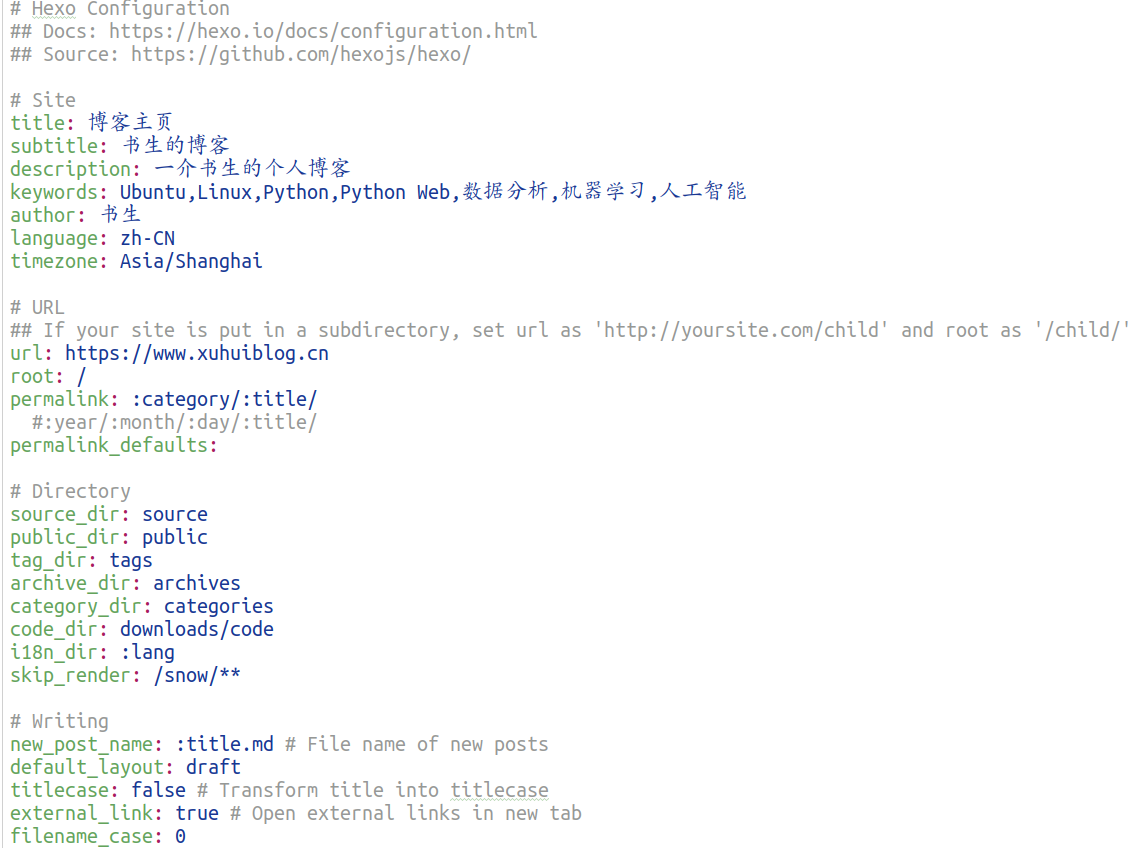 # Hexo Configuration
## Docs: https://hexo.io/docs/configuration.html
## Source: https://github.com/hexojs/hexo/
# Site
title: 博客主页
subtitle: 书生的博客
description: 一介书生的个人博客
keywords: Ubuntu,Linux,Python,Python Web,数据分析,机器学习,人工智能
author: 书生
language: zh-CN
timezone: Asia/Shanghai
# URL
## If your site is put in a subdirectory, set url as 'http://yoursite.com/child' and root as '/child/'
url: https://www.xuhuiblog.cn
root: /
permalink: :category/:title/
#:year/:month/:day/:title/
permalink_defaults:
# Directory
source_dir: source
public_dir: public
tag_dir: tags
archive_dir: archives
category_dir: categories
code_dir: downloads/code
i18n_dir: :lang
skip_render: /snow/**
# Writing
new_post_name: :title.md # File name of new posts
default_layout: draft
titlecase: false # Transform title into titlecase
external_link: true # Open external links in new tab
filename_case: 0